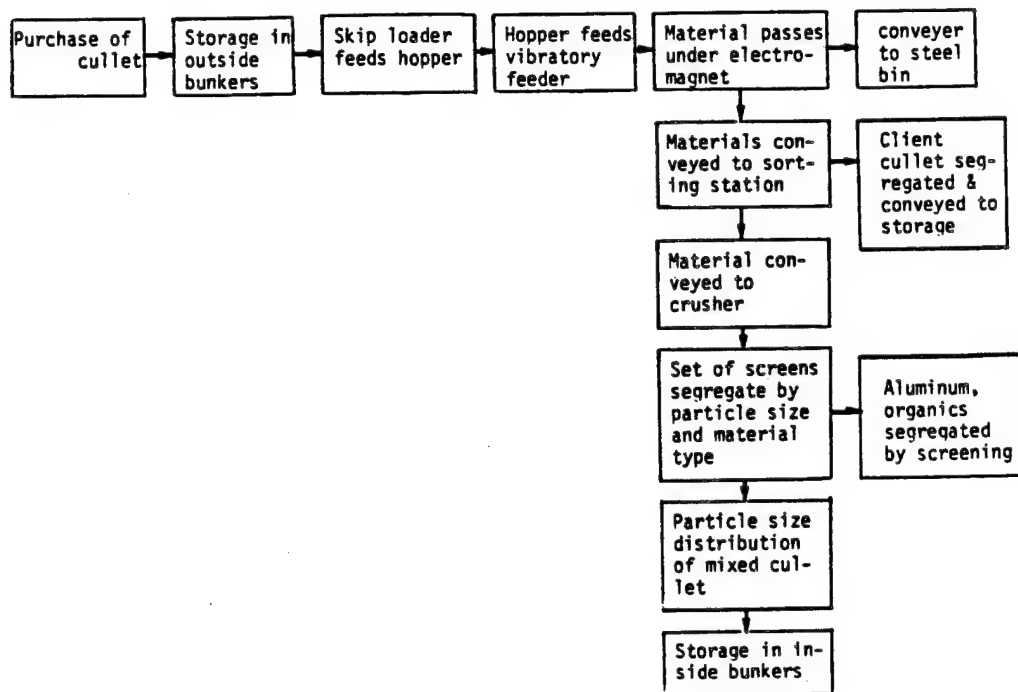 Purchase of
cullet
Storage in
outside
bunkers
Skip loader
feeds hopper
Hopper feeds
vibratory
feeder
Material passes
under electro-
magnet
conveyer
to steel
bin
Materials con-
veyed to sort-
ing station
Client
cullet seg-
regated &
conveyed to
storage
Material con-
veyed to
crusher
Set of screens
segregate by
particle size
and material
type
Aluminum,
organics
segregated
by screening
Particle size
distribution
of mixed cul-
let
Storage in in-
side bunkers